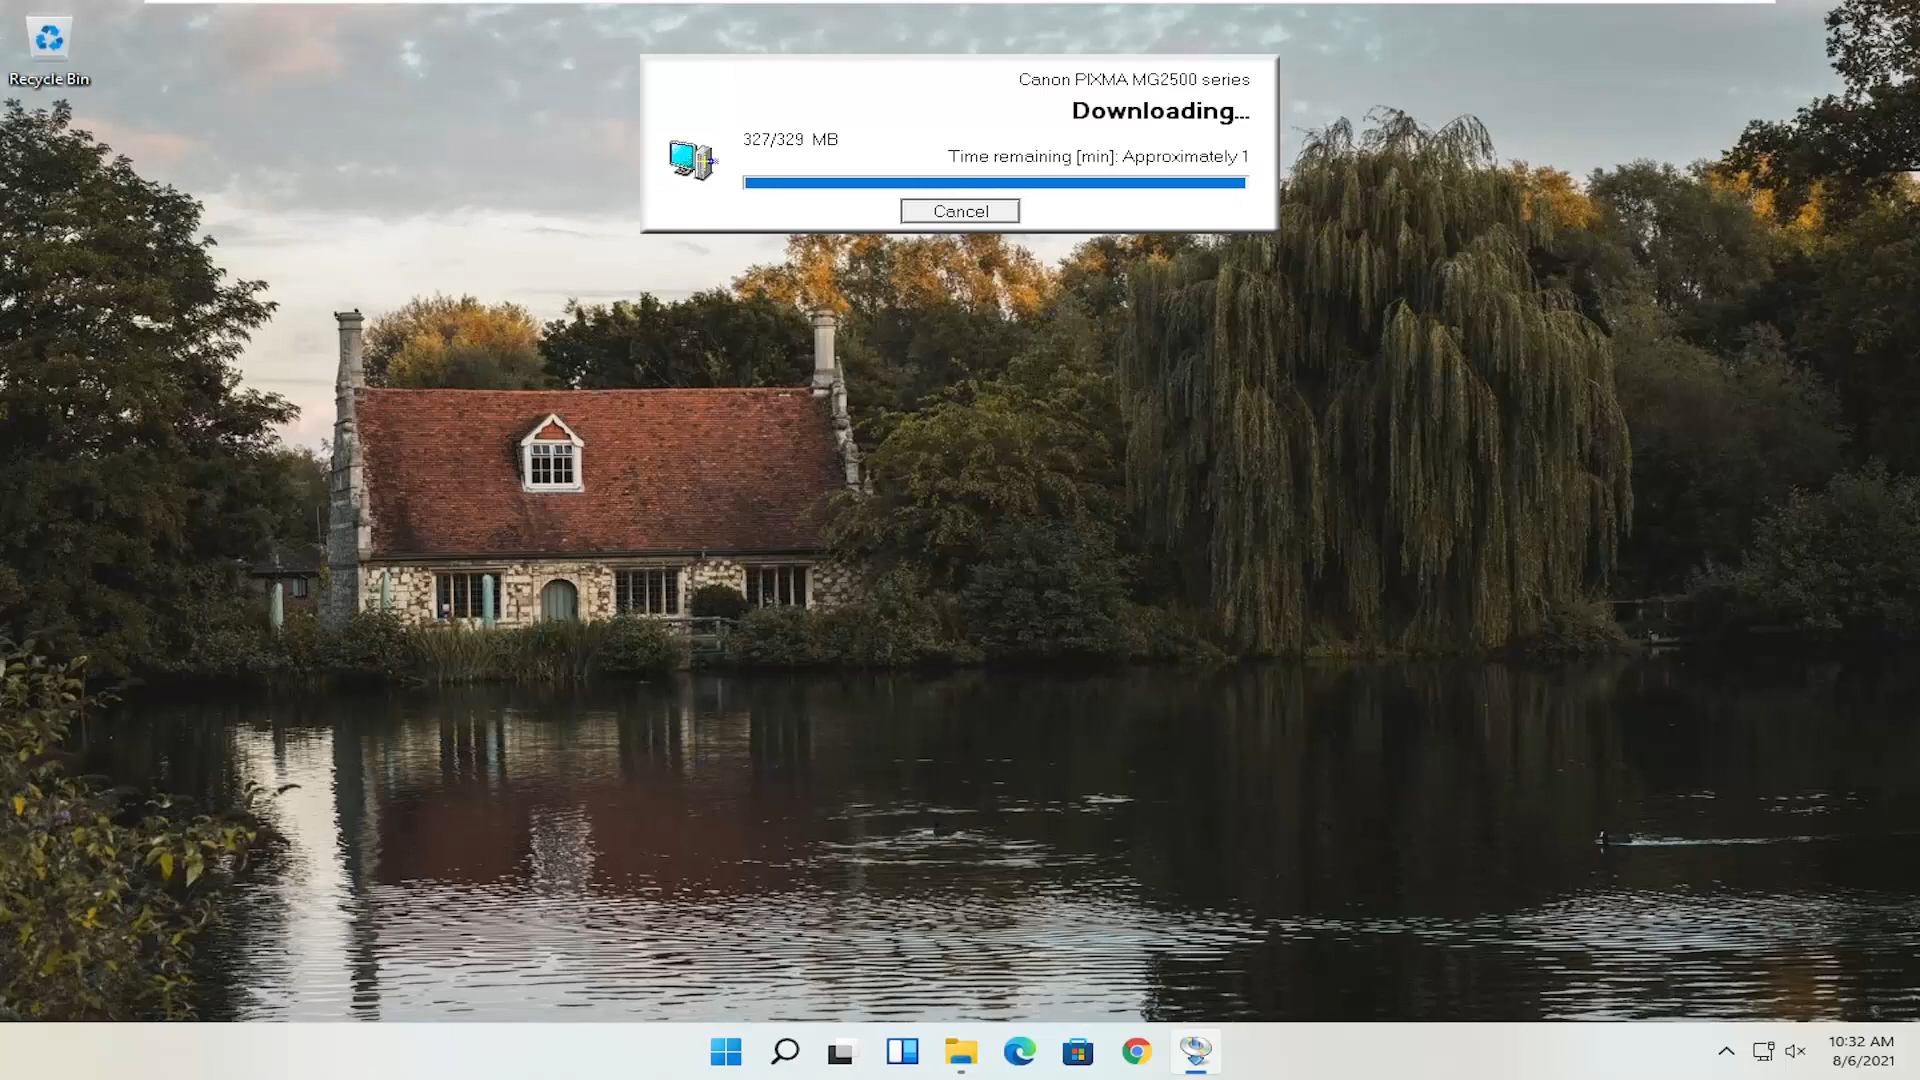 Recycle Bin
Canon PIXMA MG2500 series
Downloading...
327/329 MB
Time remaining [min]: Approximately 1
Cancel
10:32 AM
8/6/2021